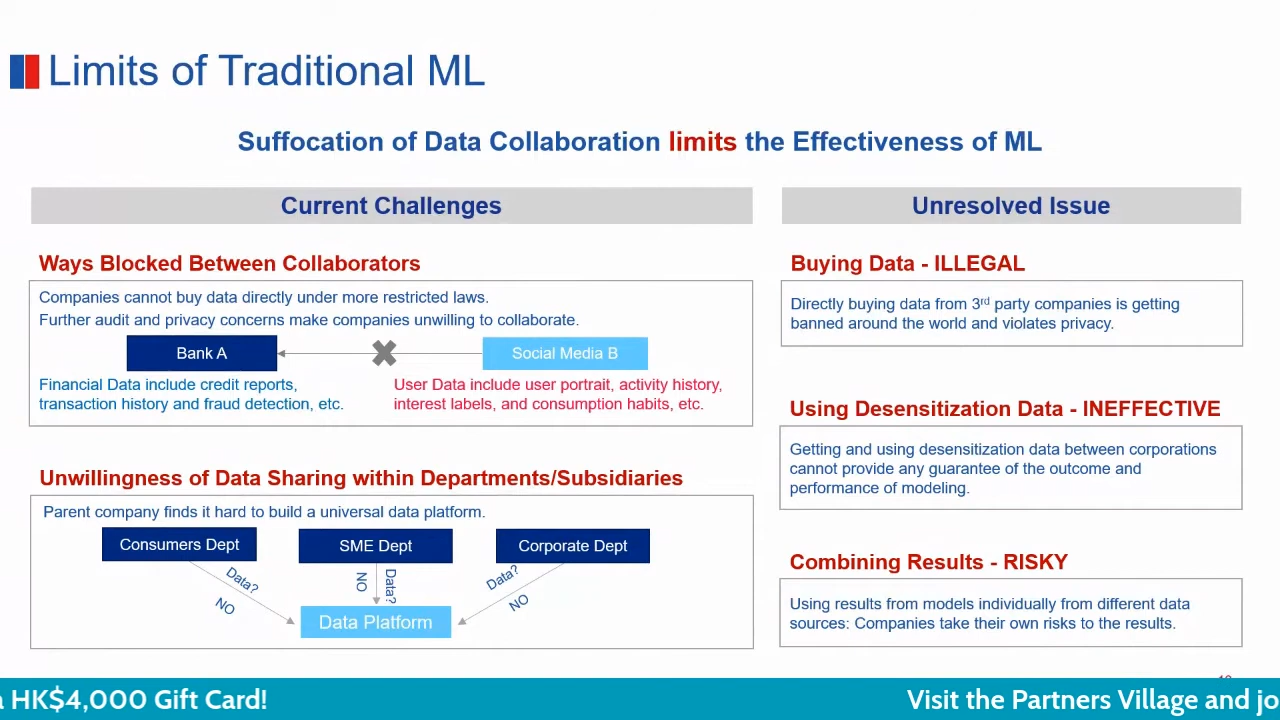 Limits of Traditional ML
Suffocation of Data Collaboration limits the Effectiveness of ML
Current Challenges
Ways Blocked Between Collaborators
Companies cannot buy data directly under more restricted laws.
Further audit and privacy concerns make companies unwilling to collaborate.
Bank A
Social Media B
Financial Data include credit reports,
transaction history and fraud detection, etc.
User Data include user portrait, activity history,
interest labels, and consumption habits, etc.
Unwillingness of Data Sharing within Departments/Subsidiaries
Parent company finds it hard to build a universal data platform.
Consumers Dept
SME Dept
Corporate Dept
Data?
NO
Data?
NO
Data?
NO
Data Platform
Unresolved Issue
Buying Data - ILLEGAL
Directly buying data from 3rd party companies is getting
banned around the world and violates privacy.
Using Desensitization Data - INEFFECTIVE
Getting and using desensitization data between corporations
cannot provide any guarantee of the outcome and
performance of modeling.
Combining Results - RISKY
Using results from models individually from different data
sources: Companies take their own risks to the results.
HK$4,000 Gift Card!
Visit the Partners Village and